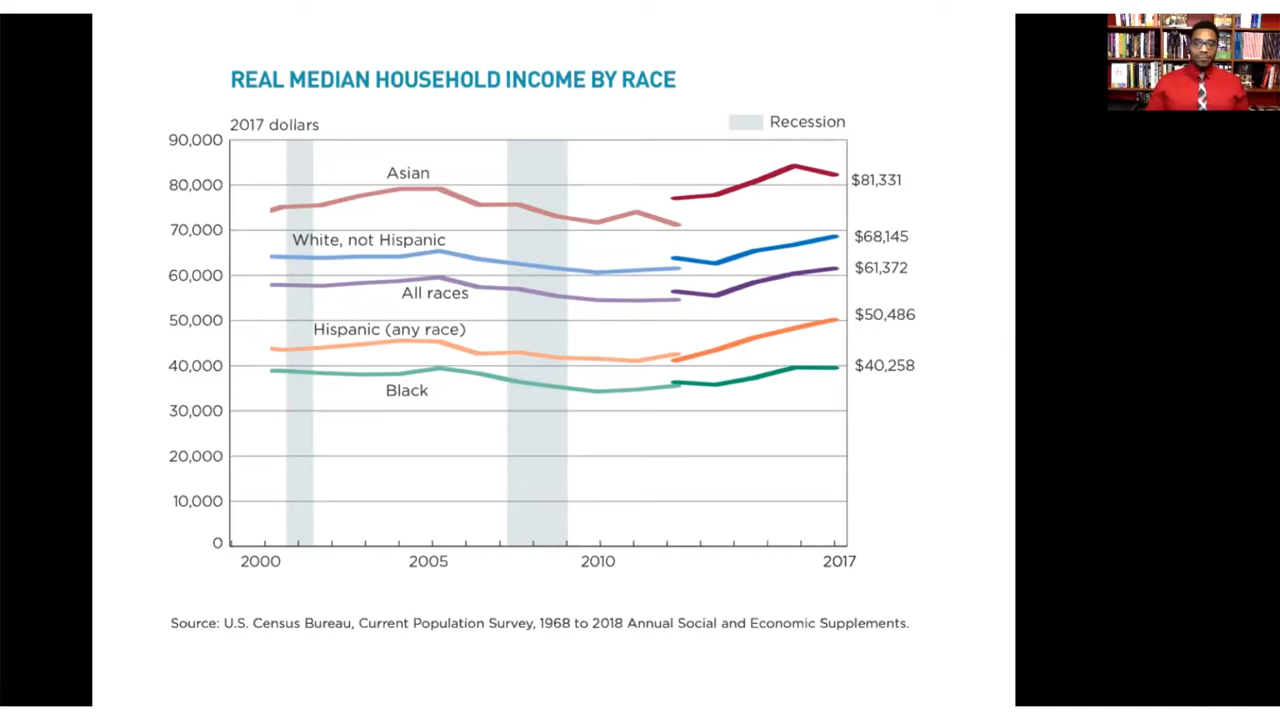 REAL MEDIAN HOUSEHOLD INCOME BY RACE
2017 dollars
Recession
90,000
80,000
70,000
60,000
50,000
40,000
30,000
20,000
10,000
0
Asian
White, not Hispanic
All races
Hispanic (any race)
Black
$81,331
$68,145
$61,372
$50,486
$40,258
2000 2005 2010 2017
Source: U.S. Census Bureau, Current Population Survey, 1968 to 2018 Annual Social and Economic Supplements.